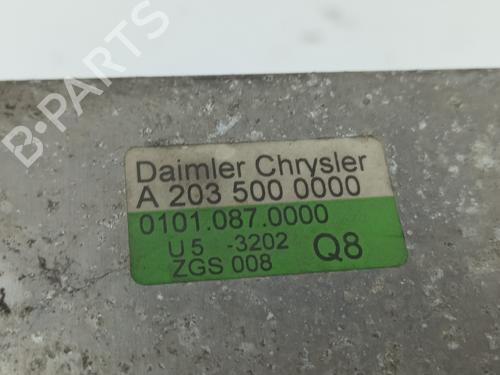 B-PARTS
Daimler Chrysler
A 203 500 0000
0101.087.0000
U5 -3202 Q8
ZGS 008